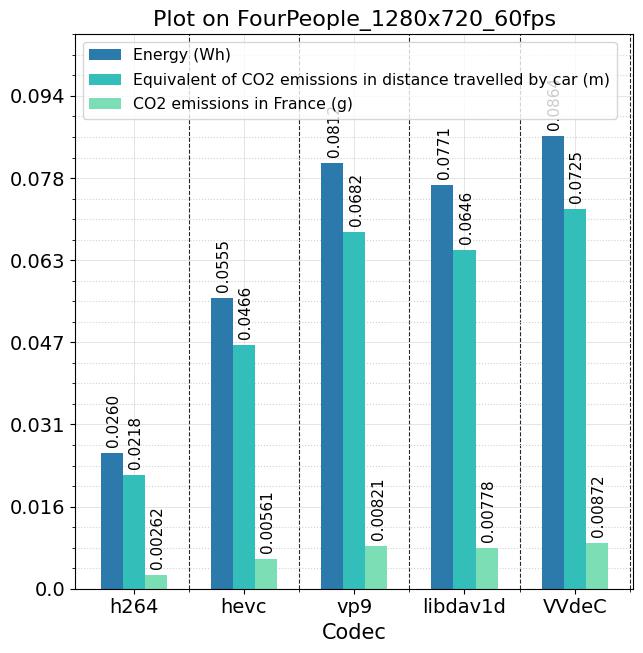 Plot on FourPeople_1280x720_60fps
Energy (Wh)
Equivalent of CO2 emissions in distance travelled by car (m)
CO2 emissions in France (g)
0.094
0.078
0.063
0.047
0.031
0.016
0.0
0.0260
0.0218
0.00262
0.0555
0.0466
0.00561
0.0682
0.00821
0.0771
0.0646
0.00778
0.0864
0.0725
0.00872
h264
hevc
vp9
libdav1d
VVdeC
Codec